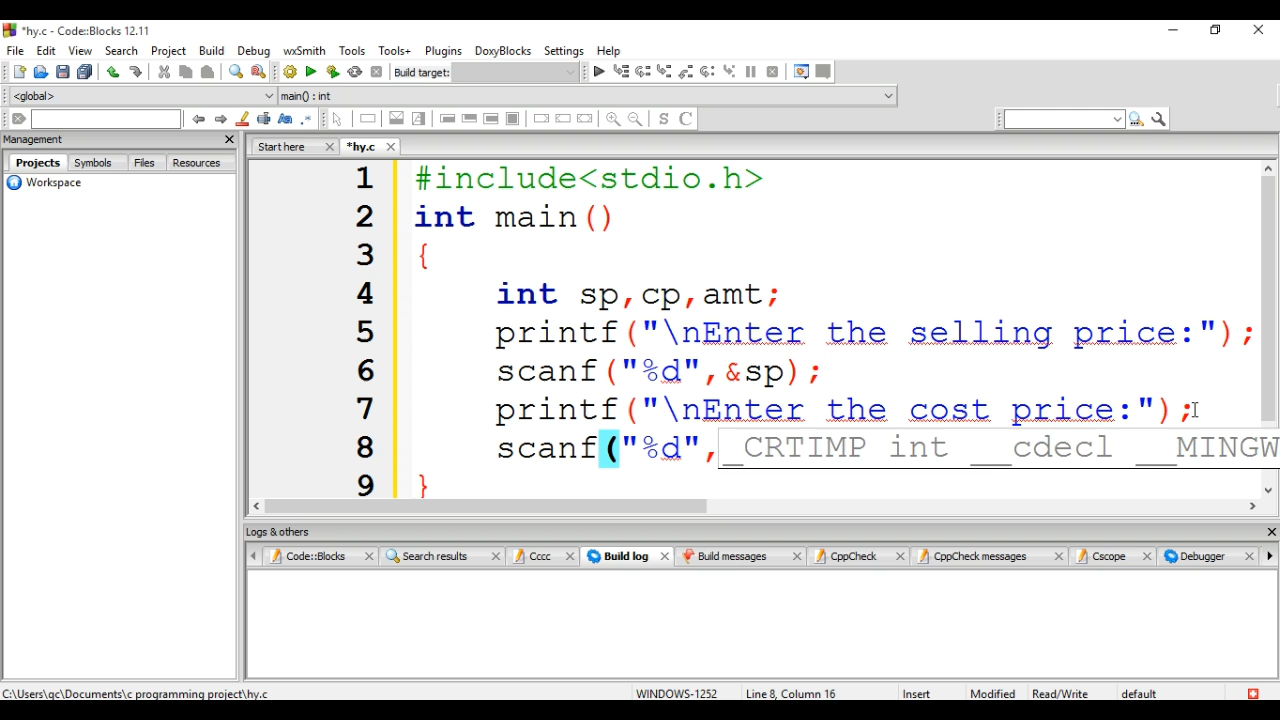 *hy.c - Code::Blocks 12.11
File Edit View Search Project Build Debug wxSmith Tools Tools+ Plugins DoxyBlocks Settings Help
Build target:
<global> main() : int
S C
Management
Projects Symbols Files Resources
Workspace
Start here *hy.c
1 #include<stdio.h>
2 int main()
3 {
4 int sp,cp,amt;
5 printf("\nEnter the selling price:");
6 scanf("%d",&sp);
7 printf("\nEnter the cost price:");
8 scanf("%d", _CRTIMP int __cdecl __MINGW
9 }
Logs & others
Code::Blocks Search results Cccc Build log Build messages CppCheck CppCheck messages Cscope Debugger
C:\Users\qc\Documents\c programming project\hy.c WINDOWS-1252 Line 8, Column 16 Insert Modified Read/Write default